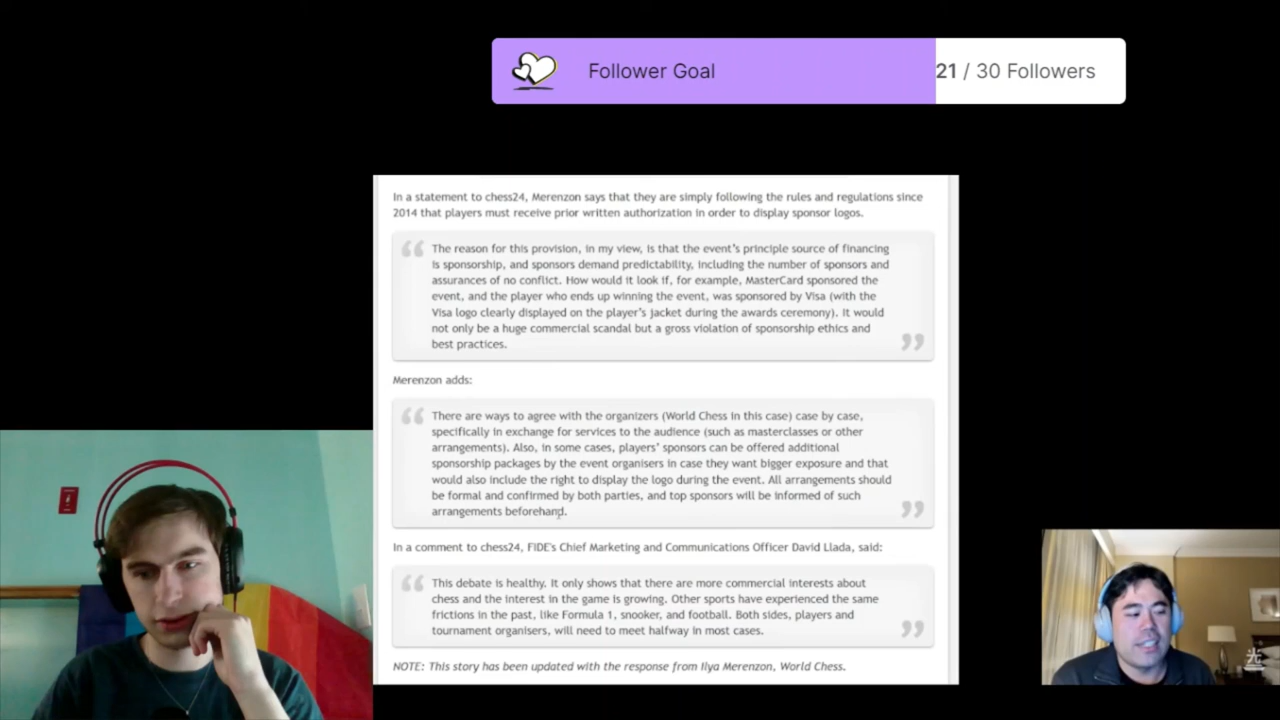 Follower Goal
21 / 30 Followers
In a statement to chess24, Merenzon says that they are simply following the rules and regulations since
2014 that players must receive prior written authorization in order to display sponsor logos.
“ The reason for this provision, in my view, is that the event's principle source of financing
is sponsorship, and sponsors demand predictability, including the number of sponsors and
assurances of no conflict. How would it look if, for example, MasterCard sponsored the
event, and the player who ends up winning the event, was sponsored by Visa (with the
Visa logo clearly displayed on the player's jacket during the awards ceremony). It would
not only be a huge commercial scandal but a gross violation of sponsorship ethics and
best practices. ”
Merenzon adds:
“ There are ways to agree with the organizers (World Chess in this case) case by case,
specifically in exchange for services to the audience (such as masterclasses or other
arrangements). Also, in some cases, players' sponsors can be offered additional
sponsorship packages by the event organisers in case they want bigger exposure and that
would also include the right to display the logo during the event. All arrangements should
be formal and confirmed by both parties, and top sponsors will be informed of such
arrangements beforehand. ”
In a comment to chess24, FIDE's Chief Marketing and Communications Officer David Llada, said:
“ This debate is healthy. It only shows that there are more commercial interests about
chess and the interest in the game is growing. Other sports have experienced the same
frictions in the past, like Formula 1, snooker, and football. Both sides, players and
tournament organisers, will need to meet halfway in most cases. ”
NOTE: This story has been updated with the response from Ilya Merenzon, World Chess.
光